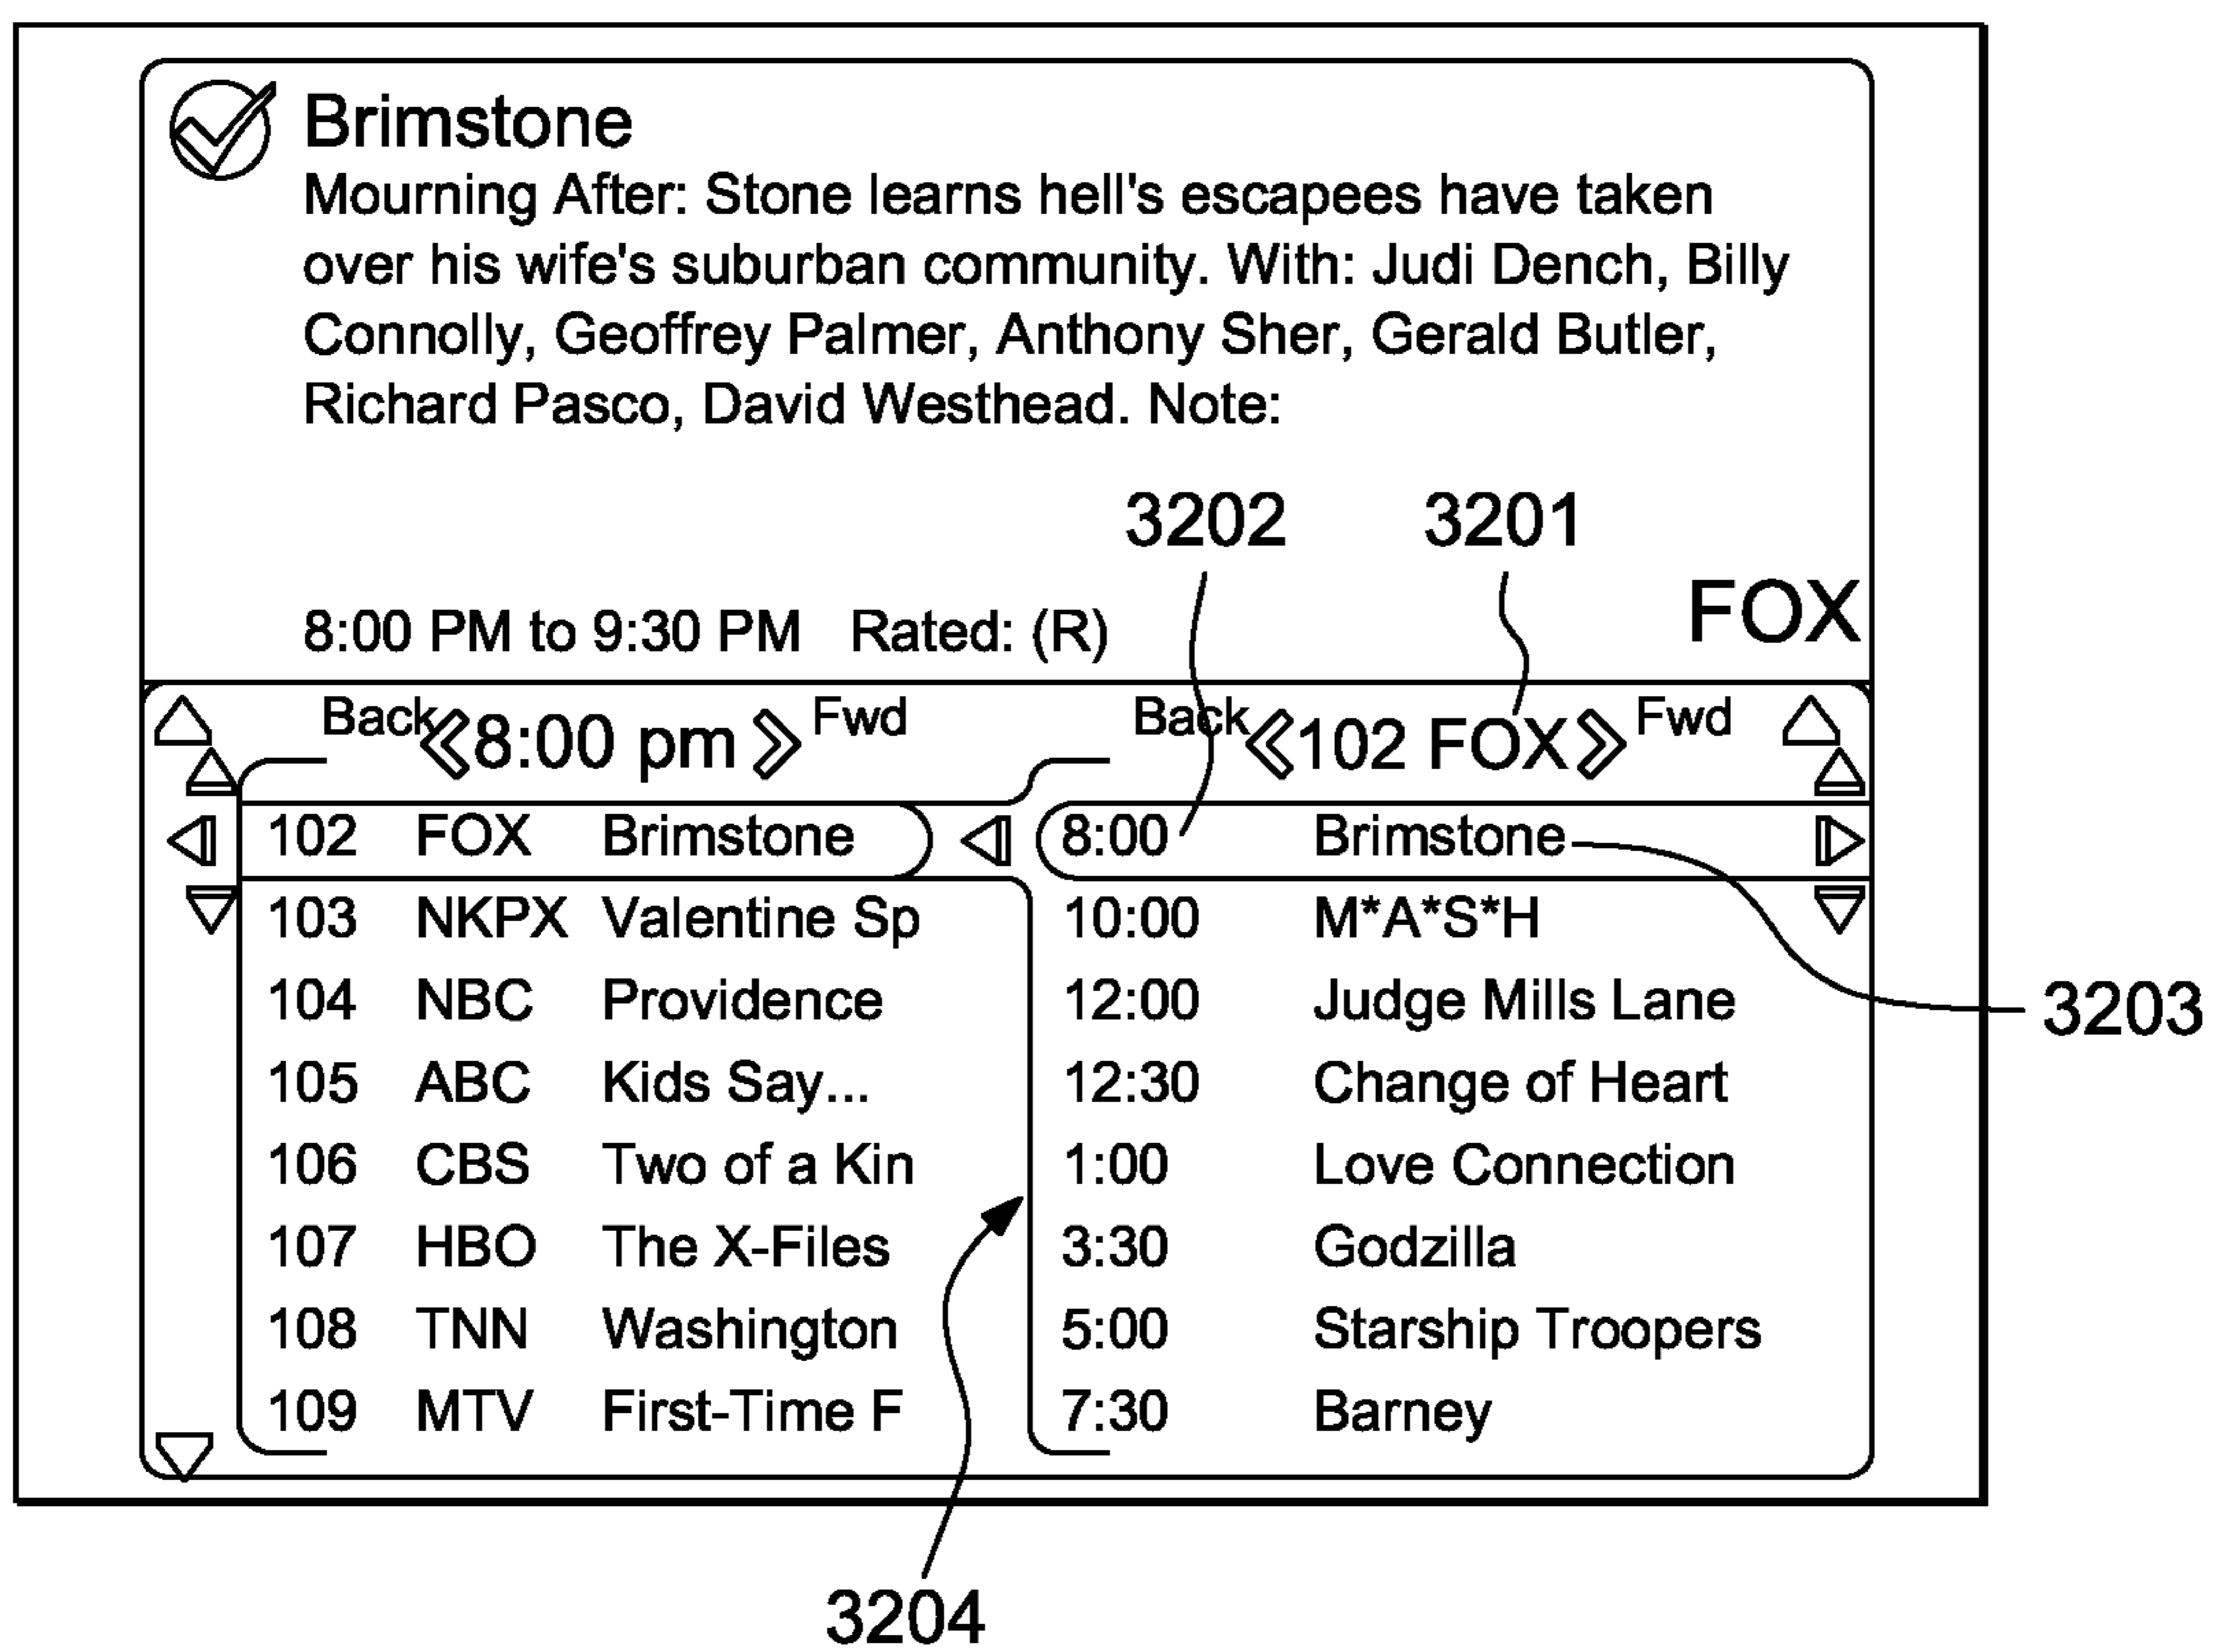 Brimstone
Mourning After: Stone learns hell's escapees have taken
over his wife's suburban community. With: Judi Dench, Billy
Connolly, Geoffrey Palmer, Anthony Sher, Gerald Butler,
Richard Pasco, David Westhead. Note:
3202 3201
8:00 PM to 9:30 PM Rated: (R) FOX
Back 8:00 pm Fwd Back 102 FOX Fwd
102 FOX Brimstone 8:00 Brimstone
103 NKPX Valentine Sp 10:00 M*A*S*H
104 NBC Providence 12:00 Judge Mills Lane
3203
105 ABC Kids Say... 12:30 Change of Heart
106 CBS Two of a Kin 1:00 Love Connection
107 HBO The X-Files 3:30 Godzilla
108 TNN Washington 5:00 Starship Troopers
109 MTV First-Time F 7:30 Barney
3204